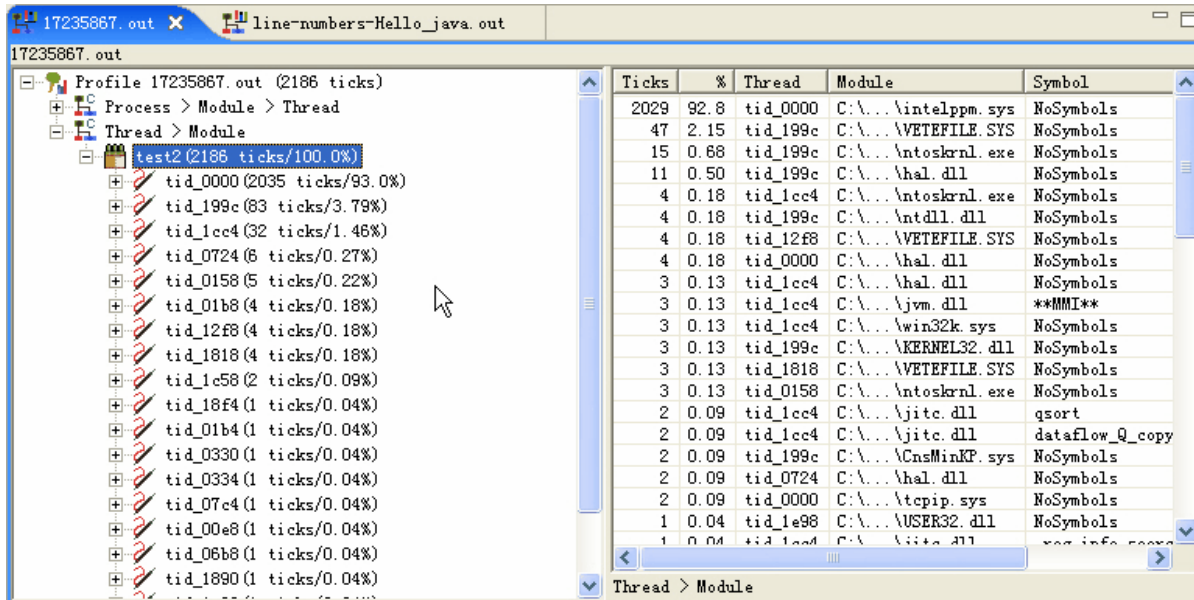 17235867.out line-numbers-Hello_java.out
17235867.out
Profile 17235867.out (2186 ticks)
Process > Module > Thread
Thread > Module
test2 (2186 ticks/100.0%)
tid_0000 (2035 ticks/93.0%)
tid_199c (83 ticks/3.79%)
tid_1cc4 (32 ticks/1.46%)
tid_0724 (6 ticks/0.27%)
tid_0158 (5 ticks/0.22%)
tid_01b8 (4 ticks/0.18%)
tid_12f8 (4 ticks/0.18%)
tid_1818 (4 ticks/0.18%)
tid_1c58 (2 ticks/0.09%)
tid_18f4 (1 ticks/0.04%)
tid_01b4 (1 ticks/0.04%)
tid_0330 (1 ticks/0.04%)
tid_0334 (1 ticks/0.04%)
tid_07c4 (1 ticks/0.04%)
tid_00e8 (1 ticks/0.04%)
tid_06b8 (1 ticks/0.04%)
tid_1890 (1 ticks/0.04%)
Ticks % Thread Module Symbol
2029 92.8 tid_0000 C:\...\intelppm.sys NoSymbols
47 2.15 tid_199c C:\...\VETEFILE.SYS NoSymbols
15 0.68 tid_199c C:\...\ntoskrnl.exe NoSymbols
11 0.50 tid_199c C:\...\hal.dll NoSymbols
4 0.18 tid_1cc4 C:\...\ntoskrnl.exe NoSymbols
4 0.18 tid_199c C:\...\ntdll.dll NoSymbols
4 0.18 tid_12f8 C:\...\VETEFILE.SYS NoSymbols
4 0.18 tid_0000 C:\...\hal.dll NoSymbols
3 0.13 tid_1cc4 C:\...\hal.dll NoSymbols
3 0.13 tid_1cc4 C:\...\jvm.dll **MMI**
3 0.13 tid_1cc4 C:\...\win32k.sys NoSymbols
3 0.13 tid_199c C:\...\KERNEL32.dll NoSymbols
3 0.13 tid_1818 C:\...\VETEFILE.SYS NoSymbols
3 0.13 tid_0158 C:\...\ntoskrnl.exe NoSymbols
2 0.09 tid_1cc4 C:\...\jitc.dll qsort
2 0.09 tid_1cc4 C:\...\jitc.dll dataflow_Q_copy
2 0.09 tid_199c C:\...\CnsMinKP.sys NoSymbols
2 0.09 tid_0724 C:\...\hal.dll NoSymbols
2 0.09 tid_0000 C:\...\tcpip.sys NoSymbols
1 0.04 tid_1e98 C:\...\USER32.dll NoSymbols
1 0.04 tid_1cc4 C:\...\jitc.dll
Thread > Module